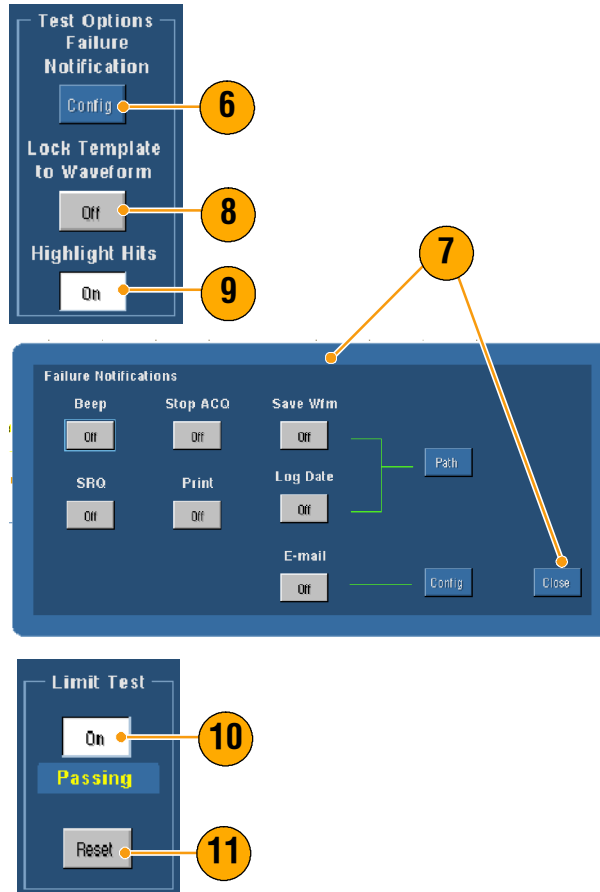 Test Options
Failure
Notification
Config
6
Lock Template
to Waveform
Off
8
Highlight Hits
On
9
7
Failure Notifications
Beep Stop ACQ Save Wfm
Off Off Off
Path
SRQ Print Log Date
Off Off Off
E-mail
Off Config Close
Limit Test
On
10
Passing
Reset
11